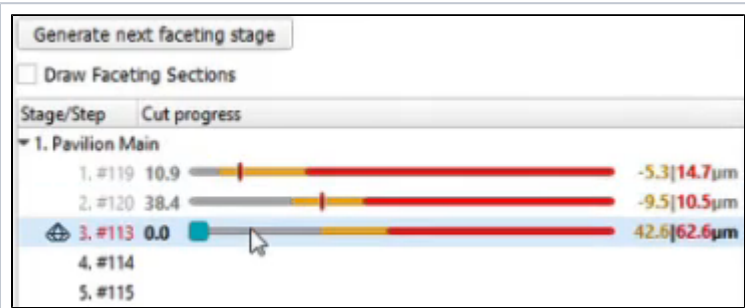 Generate next faceting stage
Draw Faceting Sections
Stage/Step Cut progress
1. Pavilion Main
1. #119 10.9 -5.3|14.7µm
2. #120 38.4 -9.5|10.5µm
3. #113 0.0 42.6|62.6µm
4. #114
5. #115